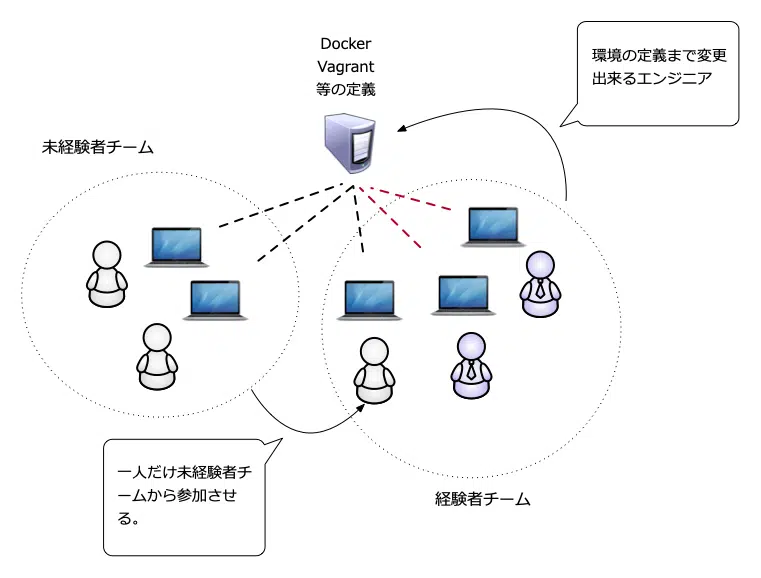 Docker
Vagrant
等の定義
環境の定義まで変更
出来るエンジニア
未経験者チーム
一人だけ未経験者チ
ームから参加させ
る。
経験者チーム